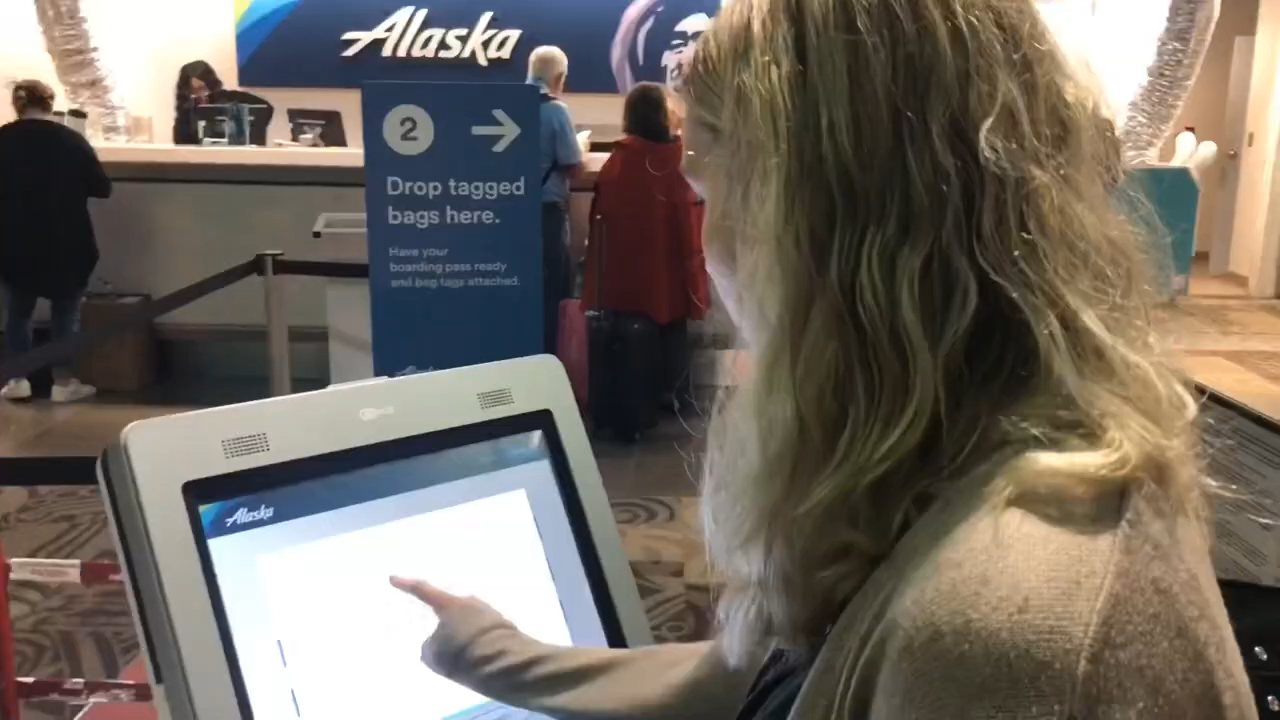 Alaska
2
Drop tagged
bags here.
Have your
boarding pass ready
and bag tags attached.
Alaska